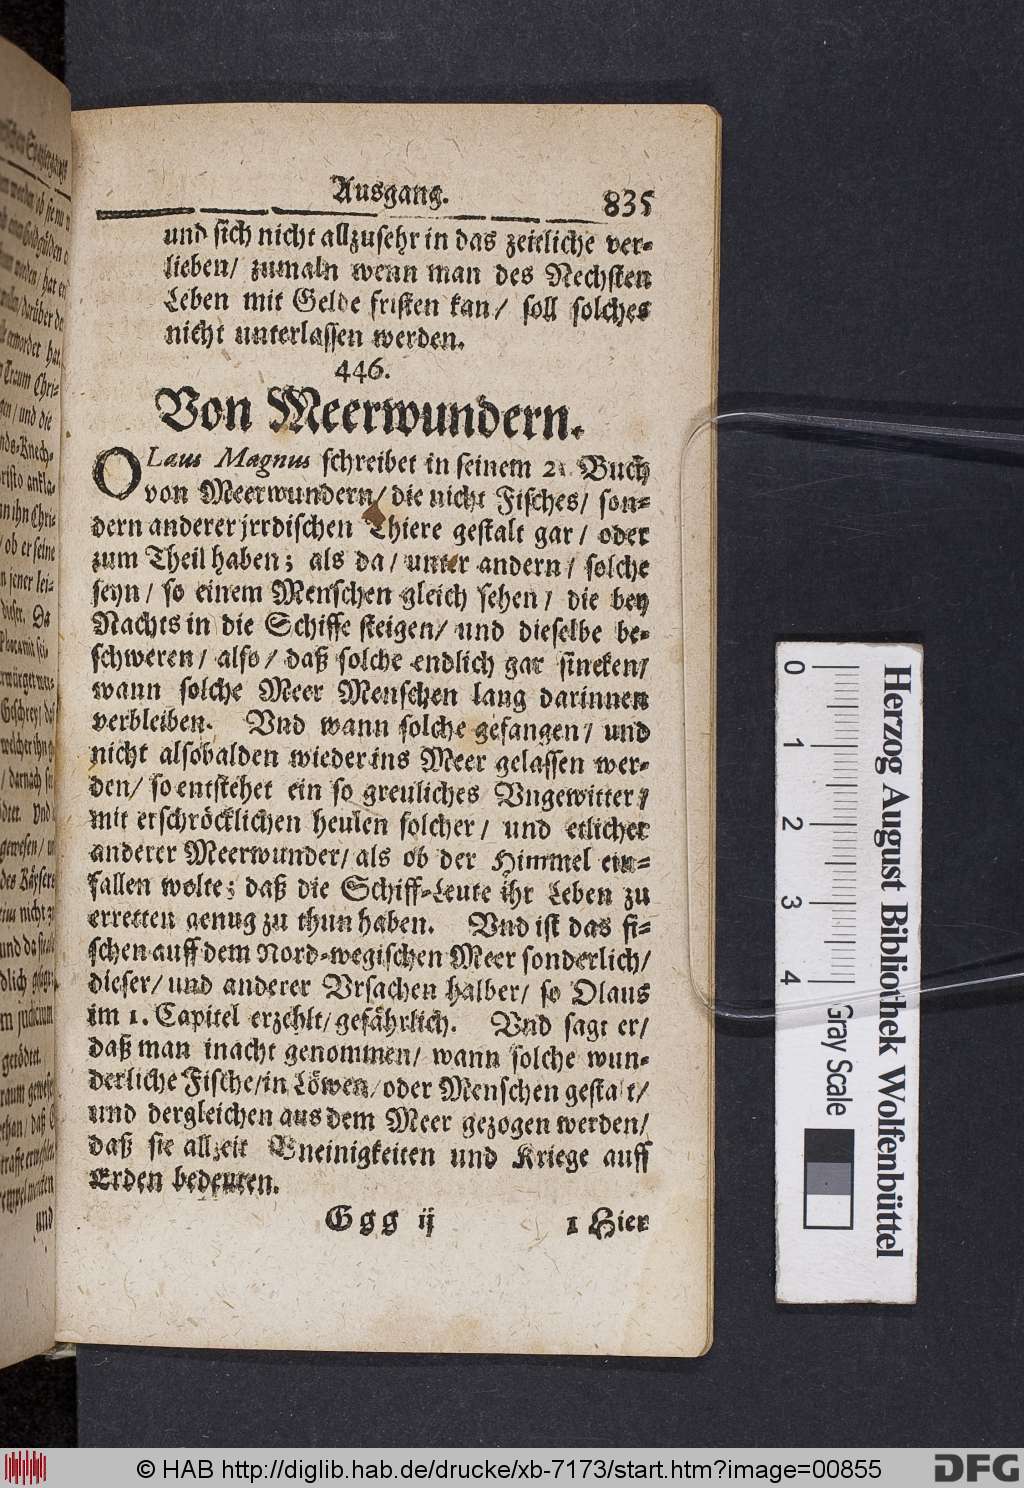 Ausgang. 835
und sich nicht allzusehr in das zeitliche ver-
lieben/ zumaln wenn man des Nechsten
Leben mit Gelde fristen kan/ soll solches
nicht unterlassen werden.
446.
Von Meerwundern.
OLaus Magnus schreibet in seinem 21 Buch
von Meerwundern/ die nicht Fisches/ son-
dern anderer jrrdischen Thiere gestalt gar/ oder
zum Theil haben; als da/ unter andern/ solche
seyn/ so einem Menschen gleich sehen/ die bey
Nachts in die Schiffe steigen/ und dieselbe be-
schweren/ also/ daß solche endlich gar sincken/
wann solche Meer Menschen lang darinnen
verbleiben. Vnd wann solche gefangen/ und
nicht alsobalden wieder ins Meer gelassen wer-
den/ so entstehet ein so greuliches Vngewitter/
mit erschröcklichen heulen solcher/ und etlicher
anderer Meerwunder/ als ob der Himmel ein-
fallen wolte; daß die Schiff-Leute ihr Leben zu
erretten genug zu thun haben. Vnd ist das fi-
schen auff dem Nord-wegischen Meer sonderlich/
dieser/ und anderer Vrsachen halber/ so Olaus
im 1. Capitel erzehlt/ gefährlich. Vnd sagt er/
daß man inacht genommen/ wann solche wun-
derliche Fische/ in Löwen/ oder Menschen gestalt/
und dergleichen aus dem Meer gezogen werden/
daß sie allzeit Vneinigkeiten und Kriege auff
Erden bedeuten.
Ggg ij 1 Hier
0 1 2 3 4
Gray Scale
Herzog August Bibliothek Wolfenbüttel
© HAB http://diglib.hab.de/drucke/xb-7173/start.htm?image=00855
DFG